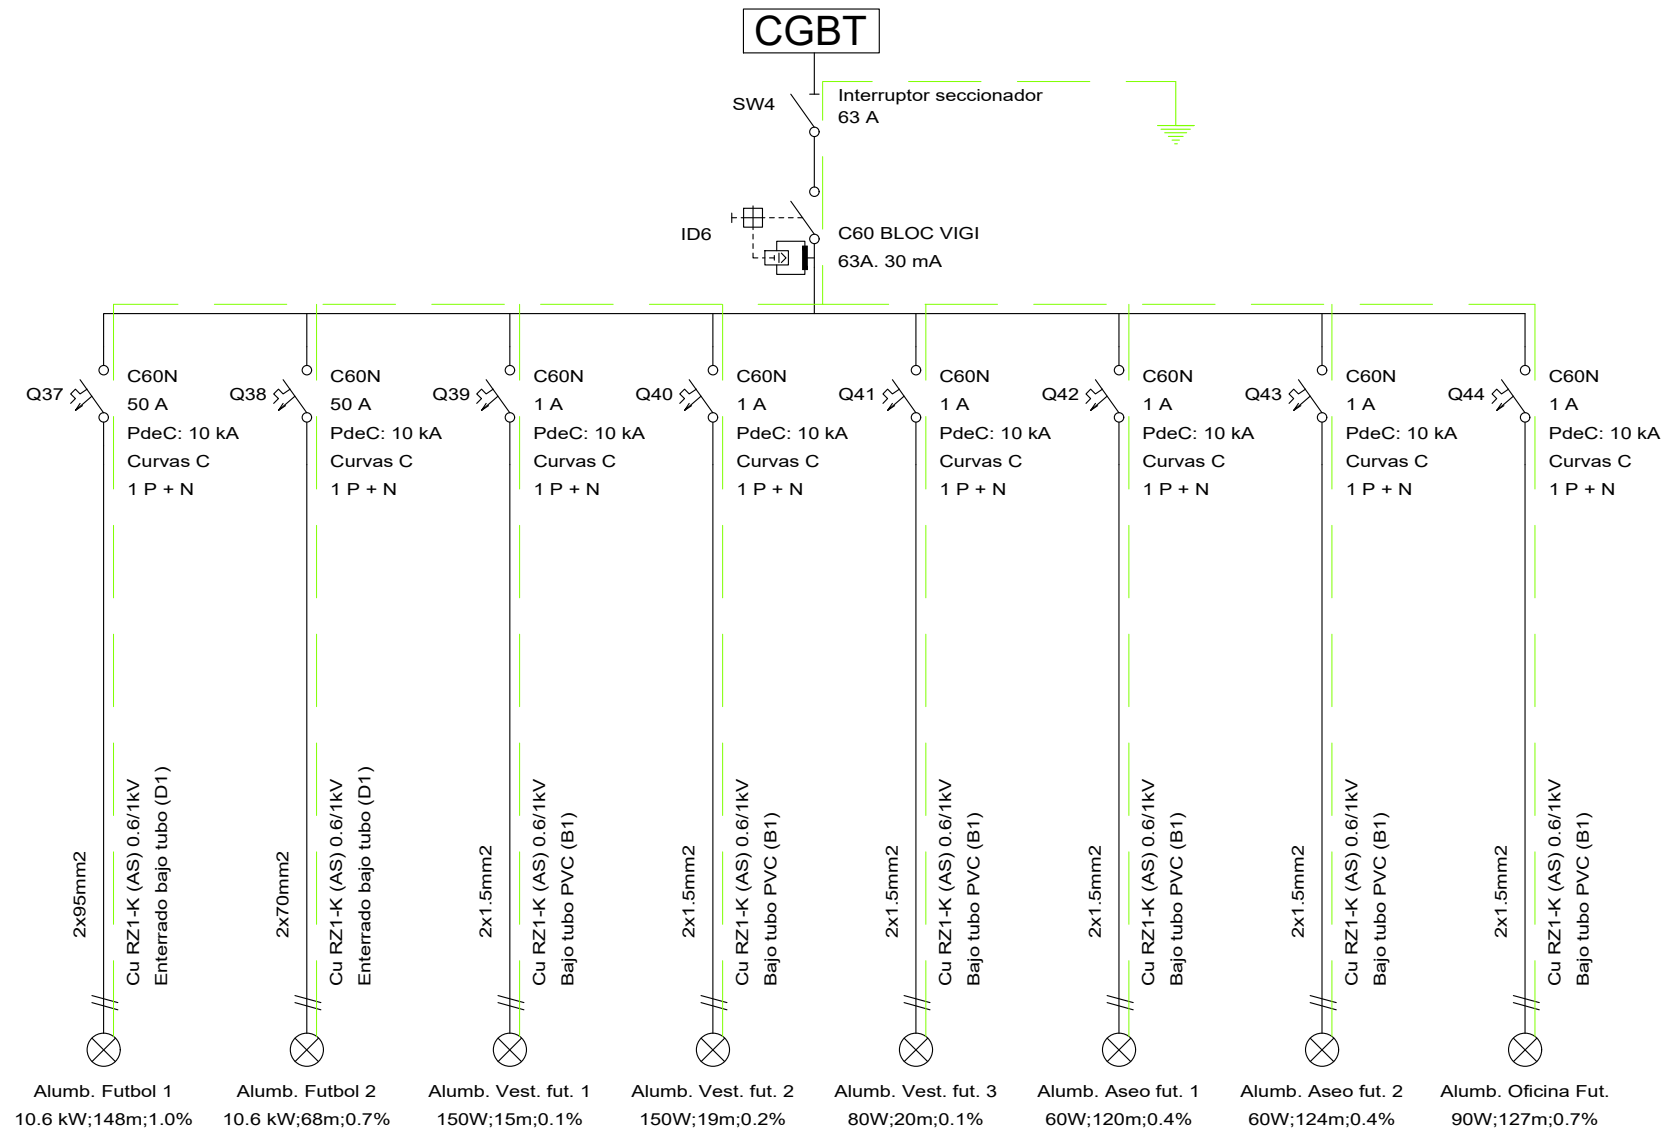 CGBT
SW4
Interruptor seccionador
63 A
ID6
C60 BLOC VIGI
63A. 30 mA
Q37
C60N
50 A
PdeC: 10 kA
Curvas C
1 P + N
Q38
C60N
50 A
PdeC: 10 kA
Curvas C
1 P + N
Q39
C60N
1 A
PdeC: 10 kA
Curvas C
1 P + N
Q40
C60N
1 A
PdeC: 10 kA
Curvas C
1 P + N
Q41
C60N
1 A
PdeC: 10 kA
Curvas C
1 P + N
Q42
C60N
1 A
PdeC: 10 kA
Curvas C
1 P + N
Q43
C60N
1 A
PdeC: 10 kA
Curvas C
1 P + N
Q44
C60N
1 A
PdeC: 10 kA
Curvas C
1 P + N
2x95mm2
Cu RZ1-K (AS) 0.6/1kV
Enterrado bajo tubo (D1)
2x70mm2
Cu RZ1-K (AS) 0.6/1kV
Enterrado bajo tubo (D1)
2x1.5mm2
Cu RZ1-K (AS) 0.6/1kV
Bajo tubo PVC (B1)
2x1.5mm2
Cu RZ1-K (AS) 0.6/1kV
Bajo tubo PVC (B1)
2x1.5mm2
Cu RZ1-K (AS) 0.6/1kV
Bajo tubo PVC (B1)
2x1.5mm2
Cu RZ1-K (AS) 0.6/1kV
Bajo tubo PVC (B1)
2x1.5mm2
Cu RZ1-K (AS) 0.6/1kV
Bajo tubo PVC (B1)
2x1.5mm2
Cu RZ1-K (AS) 0.6/1kV
Bajo tubo PVC (B1)
Alumb. Futbol 1
10.6 kW;148m;1.0%
Alumb. Futbol 2
10.6 kW;68m;0.7%
Alumb. Vest. fut. 1
150W;15m;0.1%
Alumb. Vest. fut. 2
150W;19m;0.2%
Alumb. Vest. fut. 3
80W;20m;0.1%
Alumb. Aseo fut. 1
60W;120m;0.4%
Alumb. Aseo fut. 2
60W;124m;0.4%
Alumb. Oficina Fut.
90W;127m;0.7%